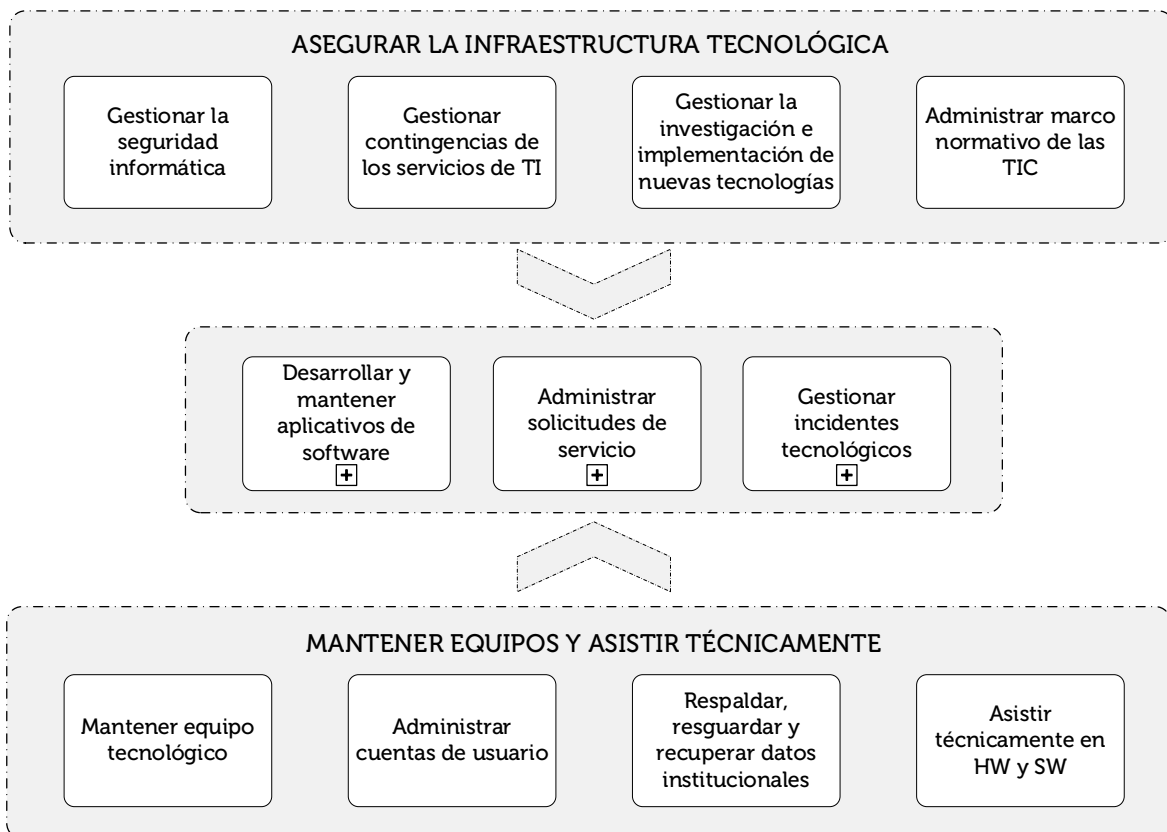 ASEGURAR LA INFRAESTRUCTURA TECNOLÓGICA
Gestionar la
seguridad
informática
Gestionar
contingencias de
los servicios de TI
Gestionar la
investigación e
implementación de
nuevas tecnologías
Administrar marco
normativo de las
TIC
Desarrollar y
mantener
aplicativos de
software
Administrar
solicitudes de
servicio
Gestionar
incidentes
tecnológicos
MANTENER EQUIPOS Y ASISTIR TÉCNICAMENTE
Mantener equipo
tecnológico
Administrar
cuentas de usuario
Respaldar,
resguardar y
recuperar datos
institucionales
Asistir
técnicamente en
HW y SW